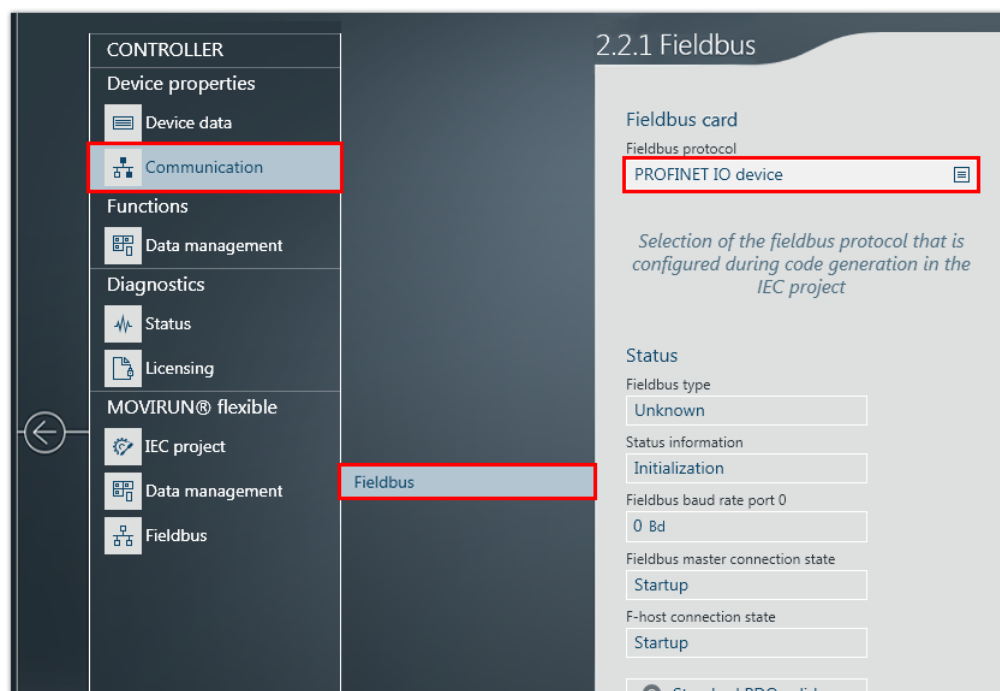 CONTROLLER
Device properties
Device data
Communication
Functions
Data management
Diagnostics
Status
Licensing
MOVIRUN® flexible
IEC project
Data management
Fieldbus
Fieldbus
2.2.1 Fieldbus
Fieldbus card
Fieldbus protocol
PROFINET IO device
Selection of the fieldbus protocol that is
configured during code generation in the
IEC project
Status
Fieldbus type
Unknown
Status information
Initialization
Fieldbus baud rate port 0
0 Bd
Fieldbus master connection state
Startup
F-host connection state
Startup